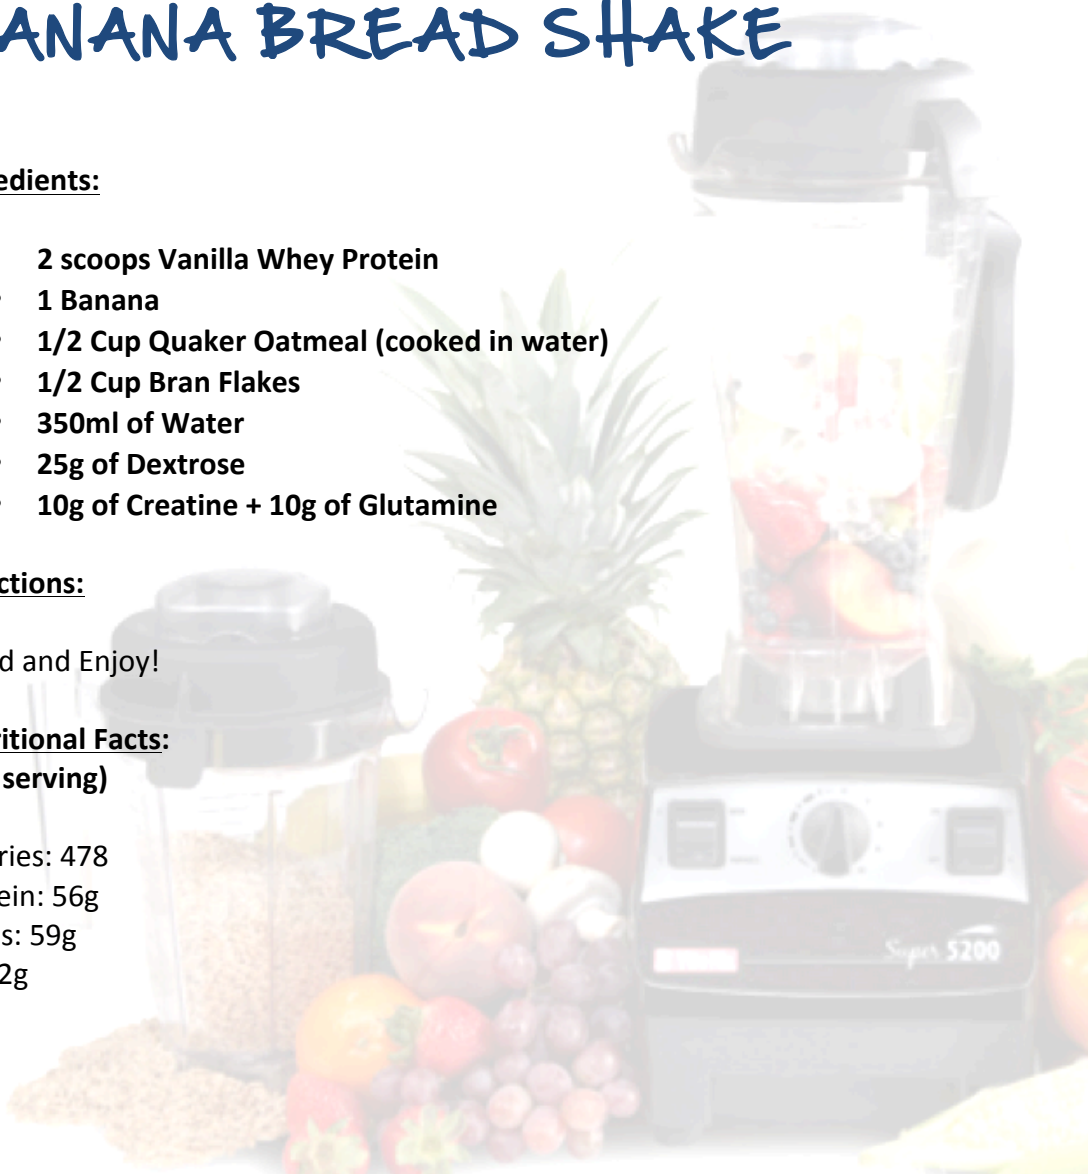 ANANA BREAD SHAKE
edients:
2 scoops Vanilla Whey Protein
1 Banana
1/2 Cup Quaker Oatmeal (cooked in water)
1/2 Cup Bran Flakes
350ml of Water
25g of Dextrose
10g of Creatine + 10g of Glutamine
ctions:
d and Enjoy!
ritional Facts:
serving)
ries: 478
ein: 56g
s: 59g
2g
Super 5200